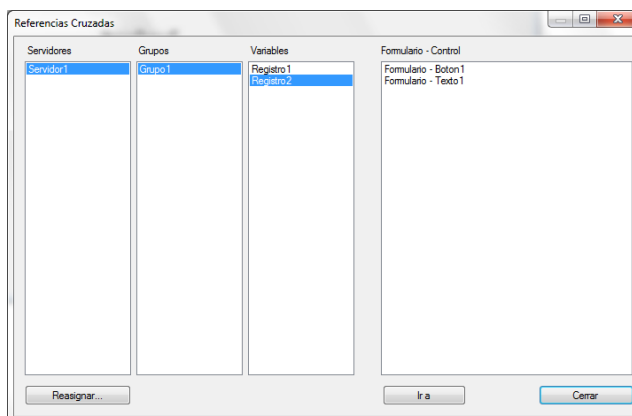 Referencias Cruzadas
Servidores
Grupos
Variables
Formulario - Control
Servidor1
Grupo1
Registro1
Registro2
Formulario - Boton1
Formulario - Texto1
Reasignar...
Ir a
Cerrar